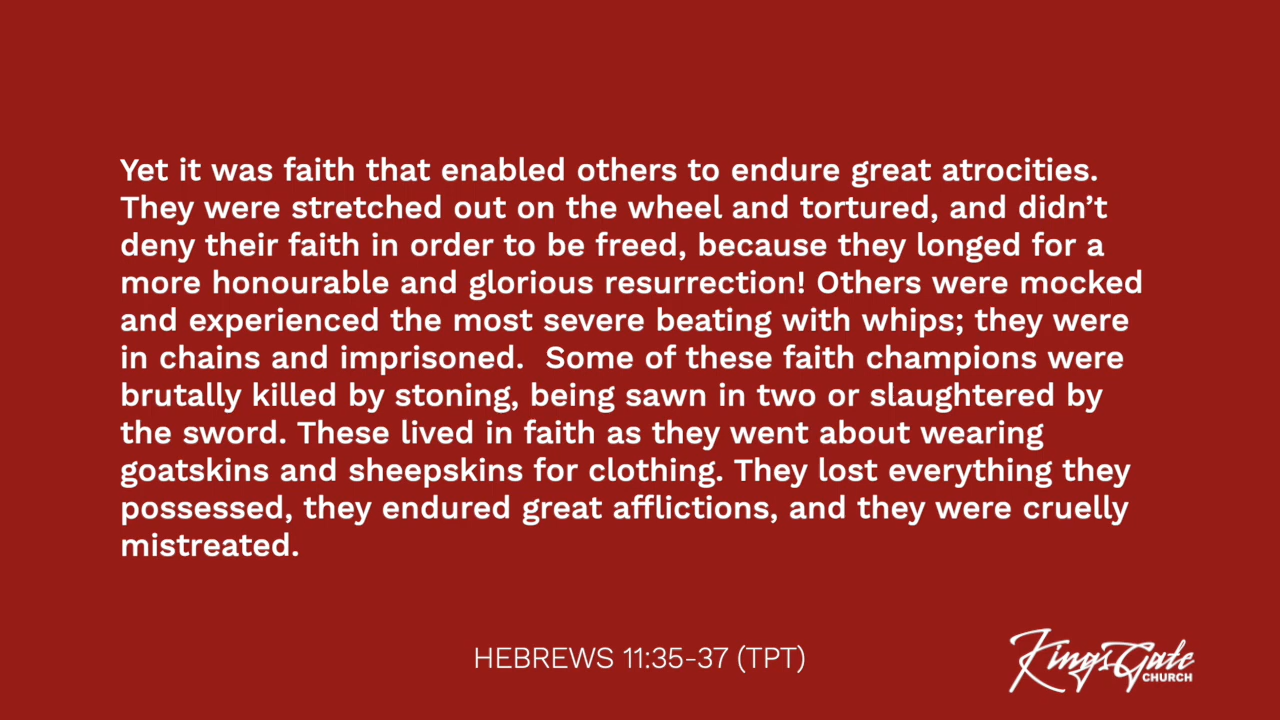 Yet it was faith that enabled others to endure great atrocities.
They were stretched out on the wheel and tortured, and didn’t
deny their faith in order to be freed, because they longed for a
more honourable and glorious resurrection! Others were mocked
and experienced the most severe beating with whips; they were
in chains and imprisoned.  Some of these faith champions were
brutally killed by stoning, being sawn in two or slaughtered by
the sword. These lived in faith as they went about wearing
goatskins and sheepskins for clothing. They lost everything they
possessed, they endured great afflictions, and they were cruelly
mistreated.
HEBREWS 11:35-37 (TPT)
King's Gate
CHURCH